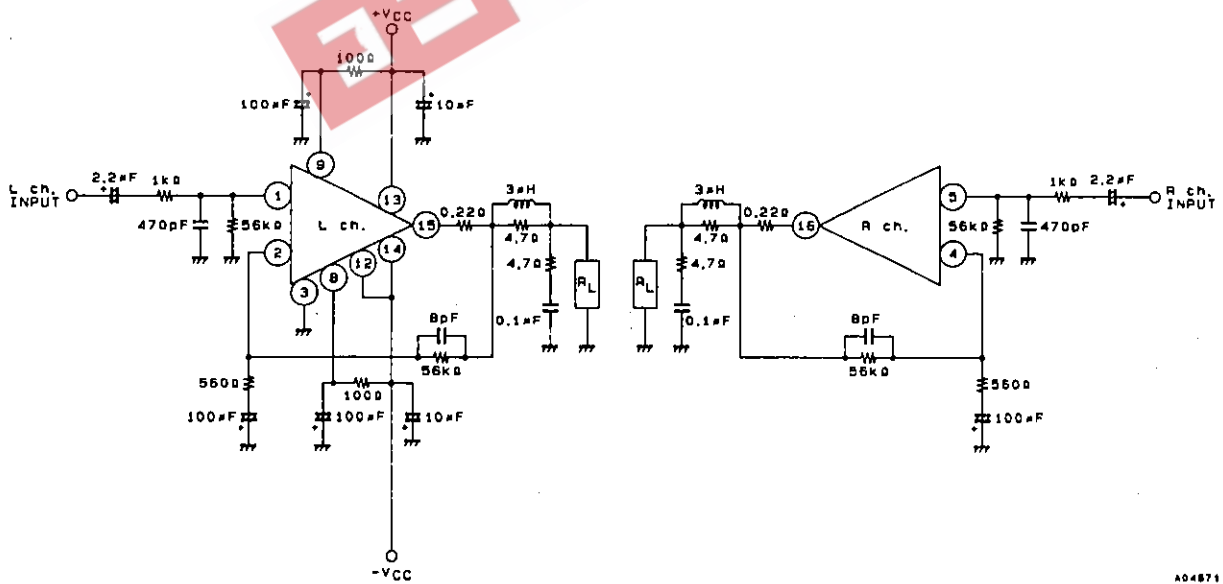 +VCC
100Ω
100µF
10µF
9
L ch.
INPUT
2.2µF
1kΩ
470pF
56kΩ
1
2
3
8
12
13
14
15
L ch.
0.22Ω
3µH
4.7Ω
4.7Ω
0.1µF
RL
8pF
56kΩ
560Ω
100µF
100µF
100Ω
10µF
-VCC
3µH
4.7Ω
0.22Ω
4.7Ω
0.1µF
RL
16
R ch.
5
4
1kΩ
2.2µF
R ch.
INPUT
56kΩ
470pF
8pF
56kΩ
560Ω
100µF
A04871